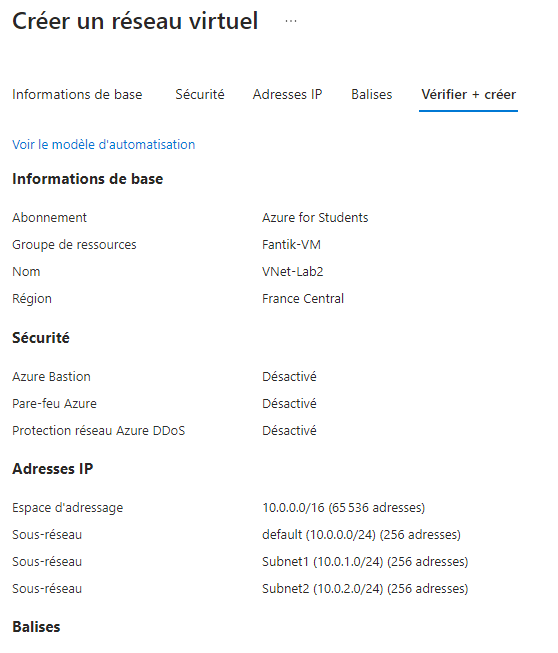 Créer un réseau virtuel ...
Informations de base Sécurité Adresses IP Balises Vérifier + créer
Voir le modèle d'automatisation
Informations de base
Abonnement Azure for Students
Groupe de ressources Fantik-VM
Nom VNet-Lab2
Région France Central
Sécurité
Azure Bastion Désactivé
Pare-feu Azure Désactivé
Protection réseau Azure DDoS Désactivé
Adresses IP
Espace d'adressage 10.0.0.0/16 (65 536 adresses)
Sous-réseau default (10.0.0.0/24) (256 adresses)
Sous-réseau Subnet1 (10.0.1.0/24) (256 adresses)
Sous-réseau Subnet2 (10.0.2.0/24) (256 adresses)
Balises